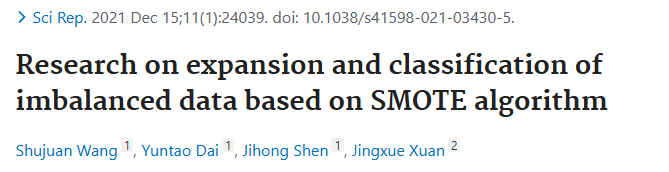 Sci Rep. 2021 Dec 15;11(1):24039. doi: 10.1038/s41598-021-03430-5.
Research on expansion and classification of
imbalanced data based on SMOTE algorithm
Shujuan Wang 1, Yuntao Dai 1, Jihong Shen 1, Jingxue Xuan 2